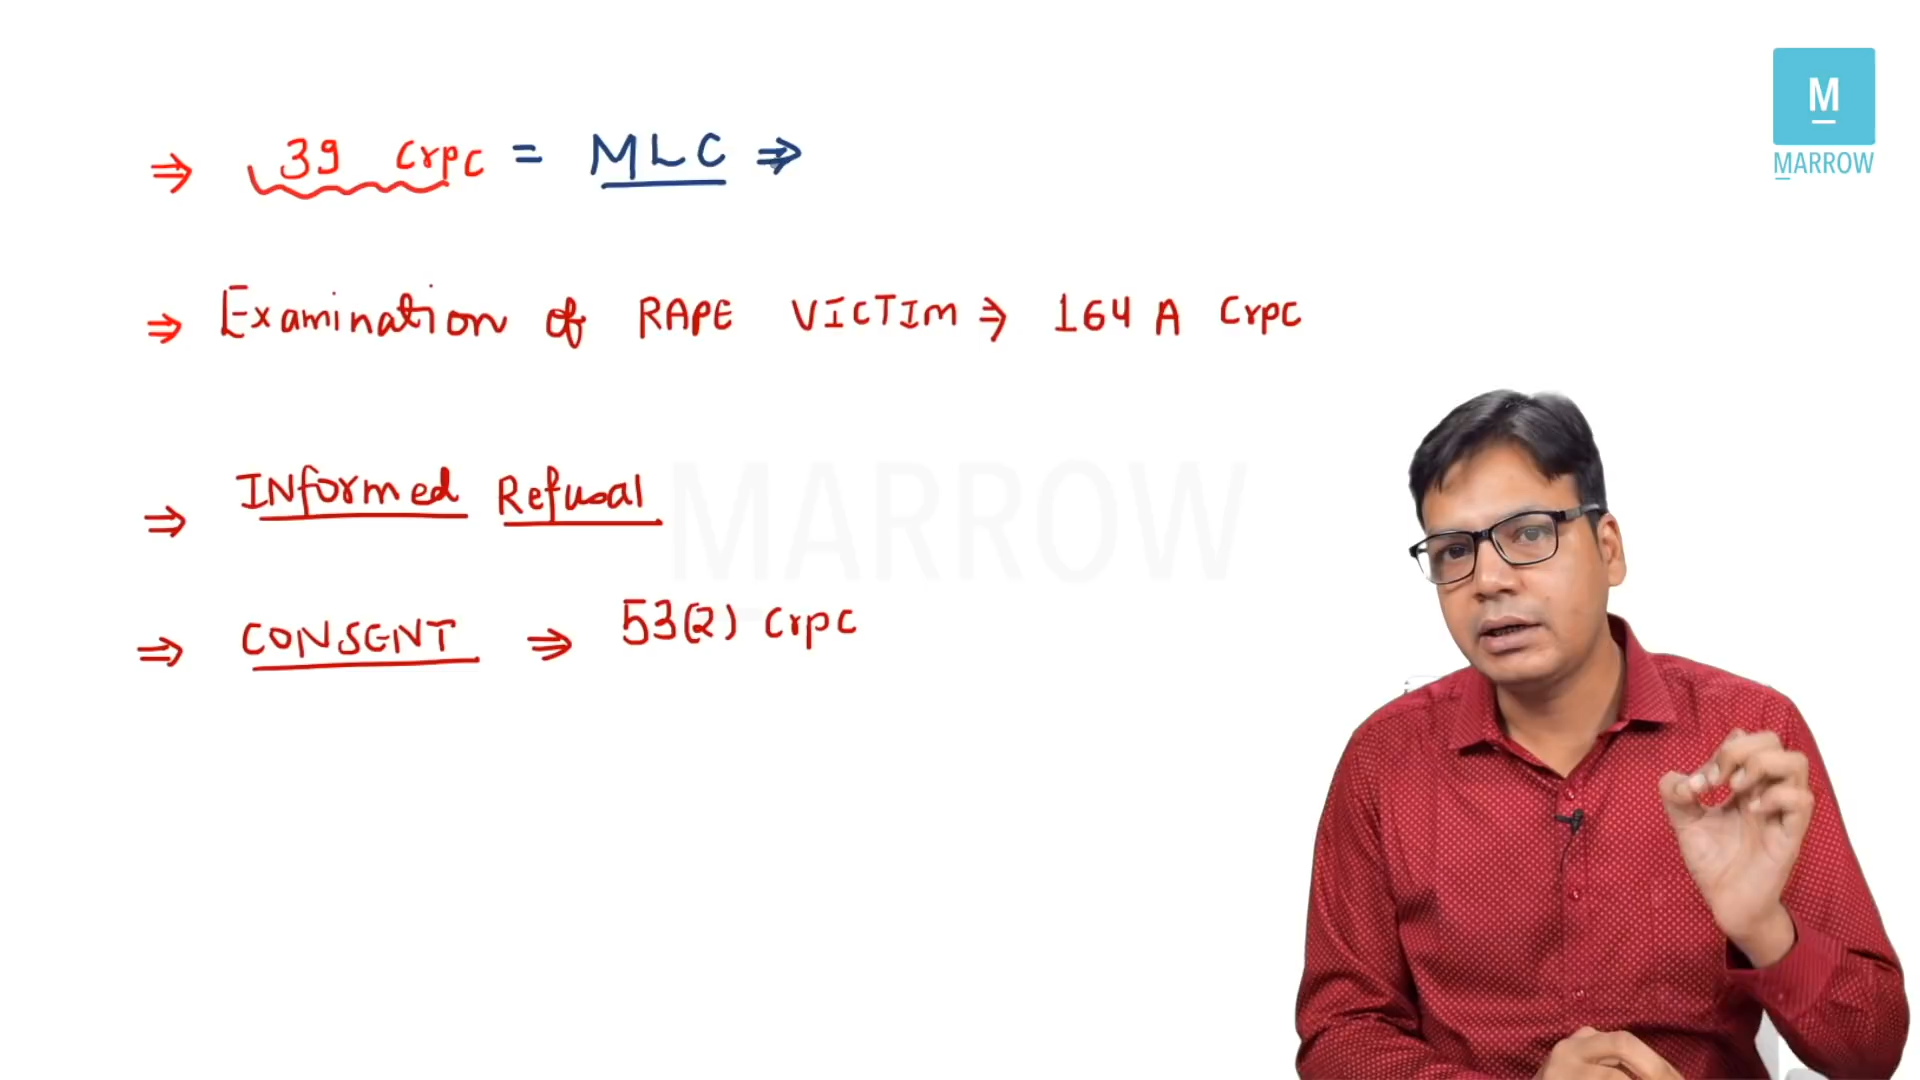 M
MARROW
⇒ 39 Crpc = MLC ⇒
⇒ Examination of RAPE VICTIM ⇒ 164 A Crpc
⇒ INformed Refusal
MARROW
⇒ CONSENT ⇒ 53(2) Crpc